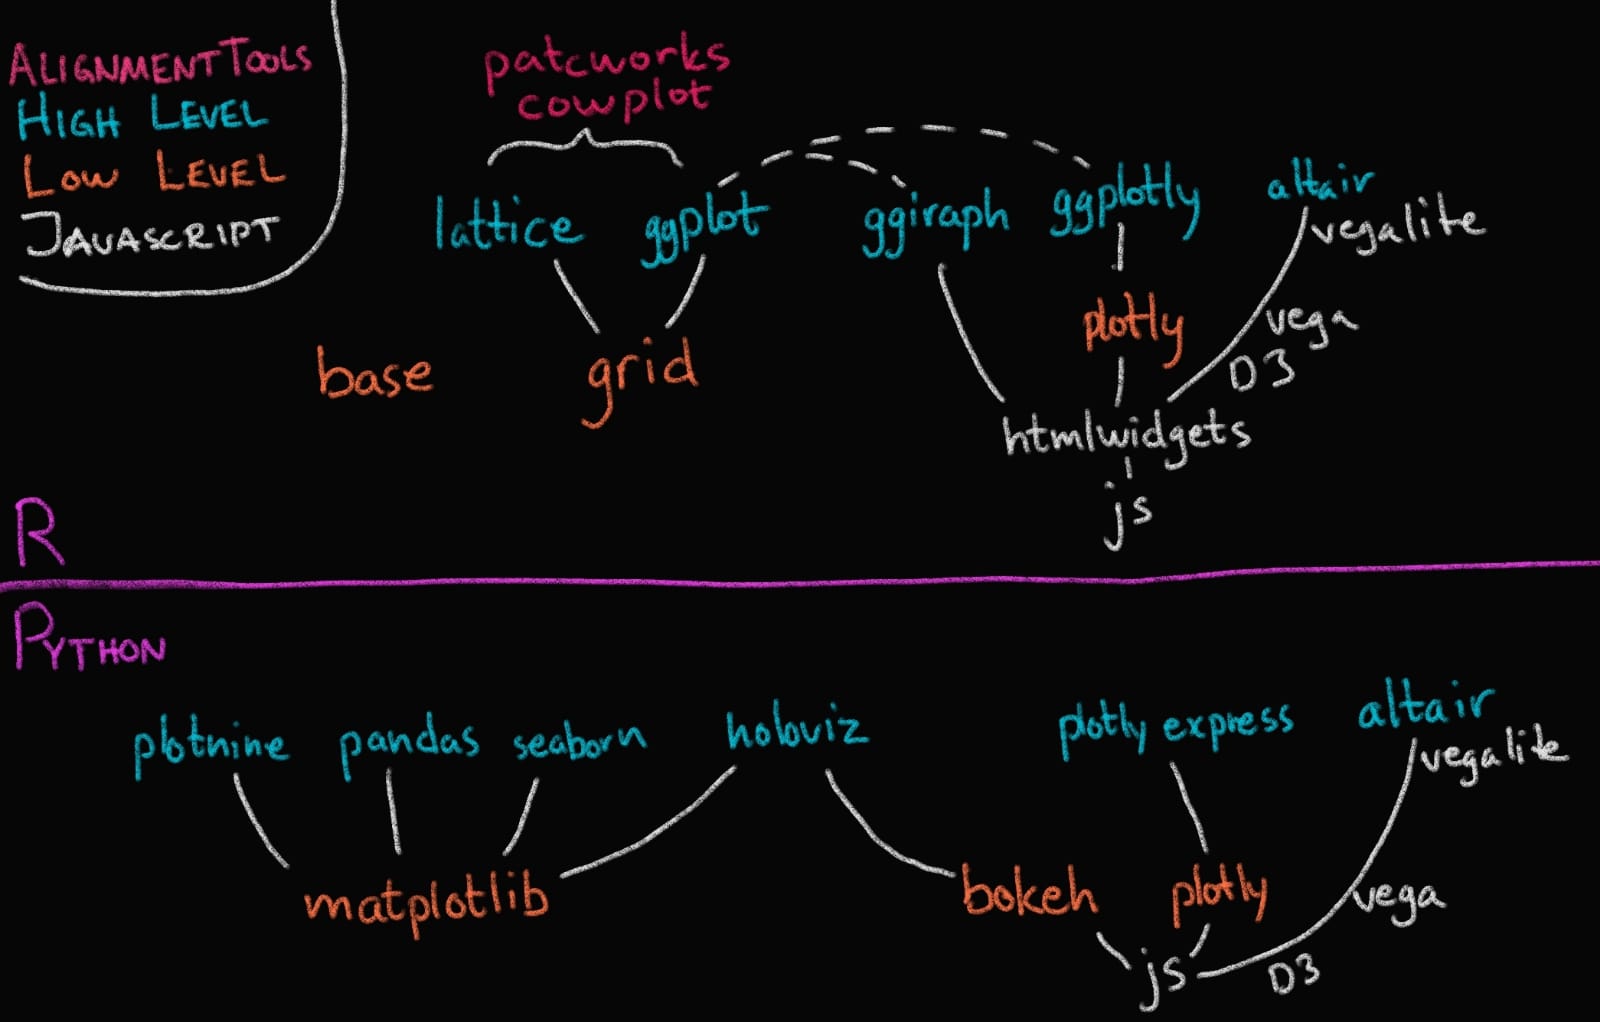 ALIGNMENT TOOLS
HIGH LEVEL
LOW LEVEL
JAVASCRIPT
patcworks
cowplot
lattice
ggplot
ggiraph
ggplotly
altair
vegalite
plotly
vega
D3
base
grid
htmlwidgets
js
R
PYTHON
plotnine
pandas
seaborn
holoviz
plotly express
altair
vegalite
matplotlib
bokeh
plotly
vega
js
D3